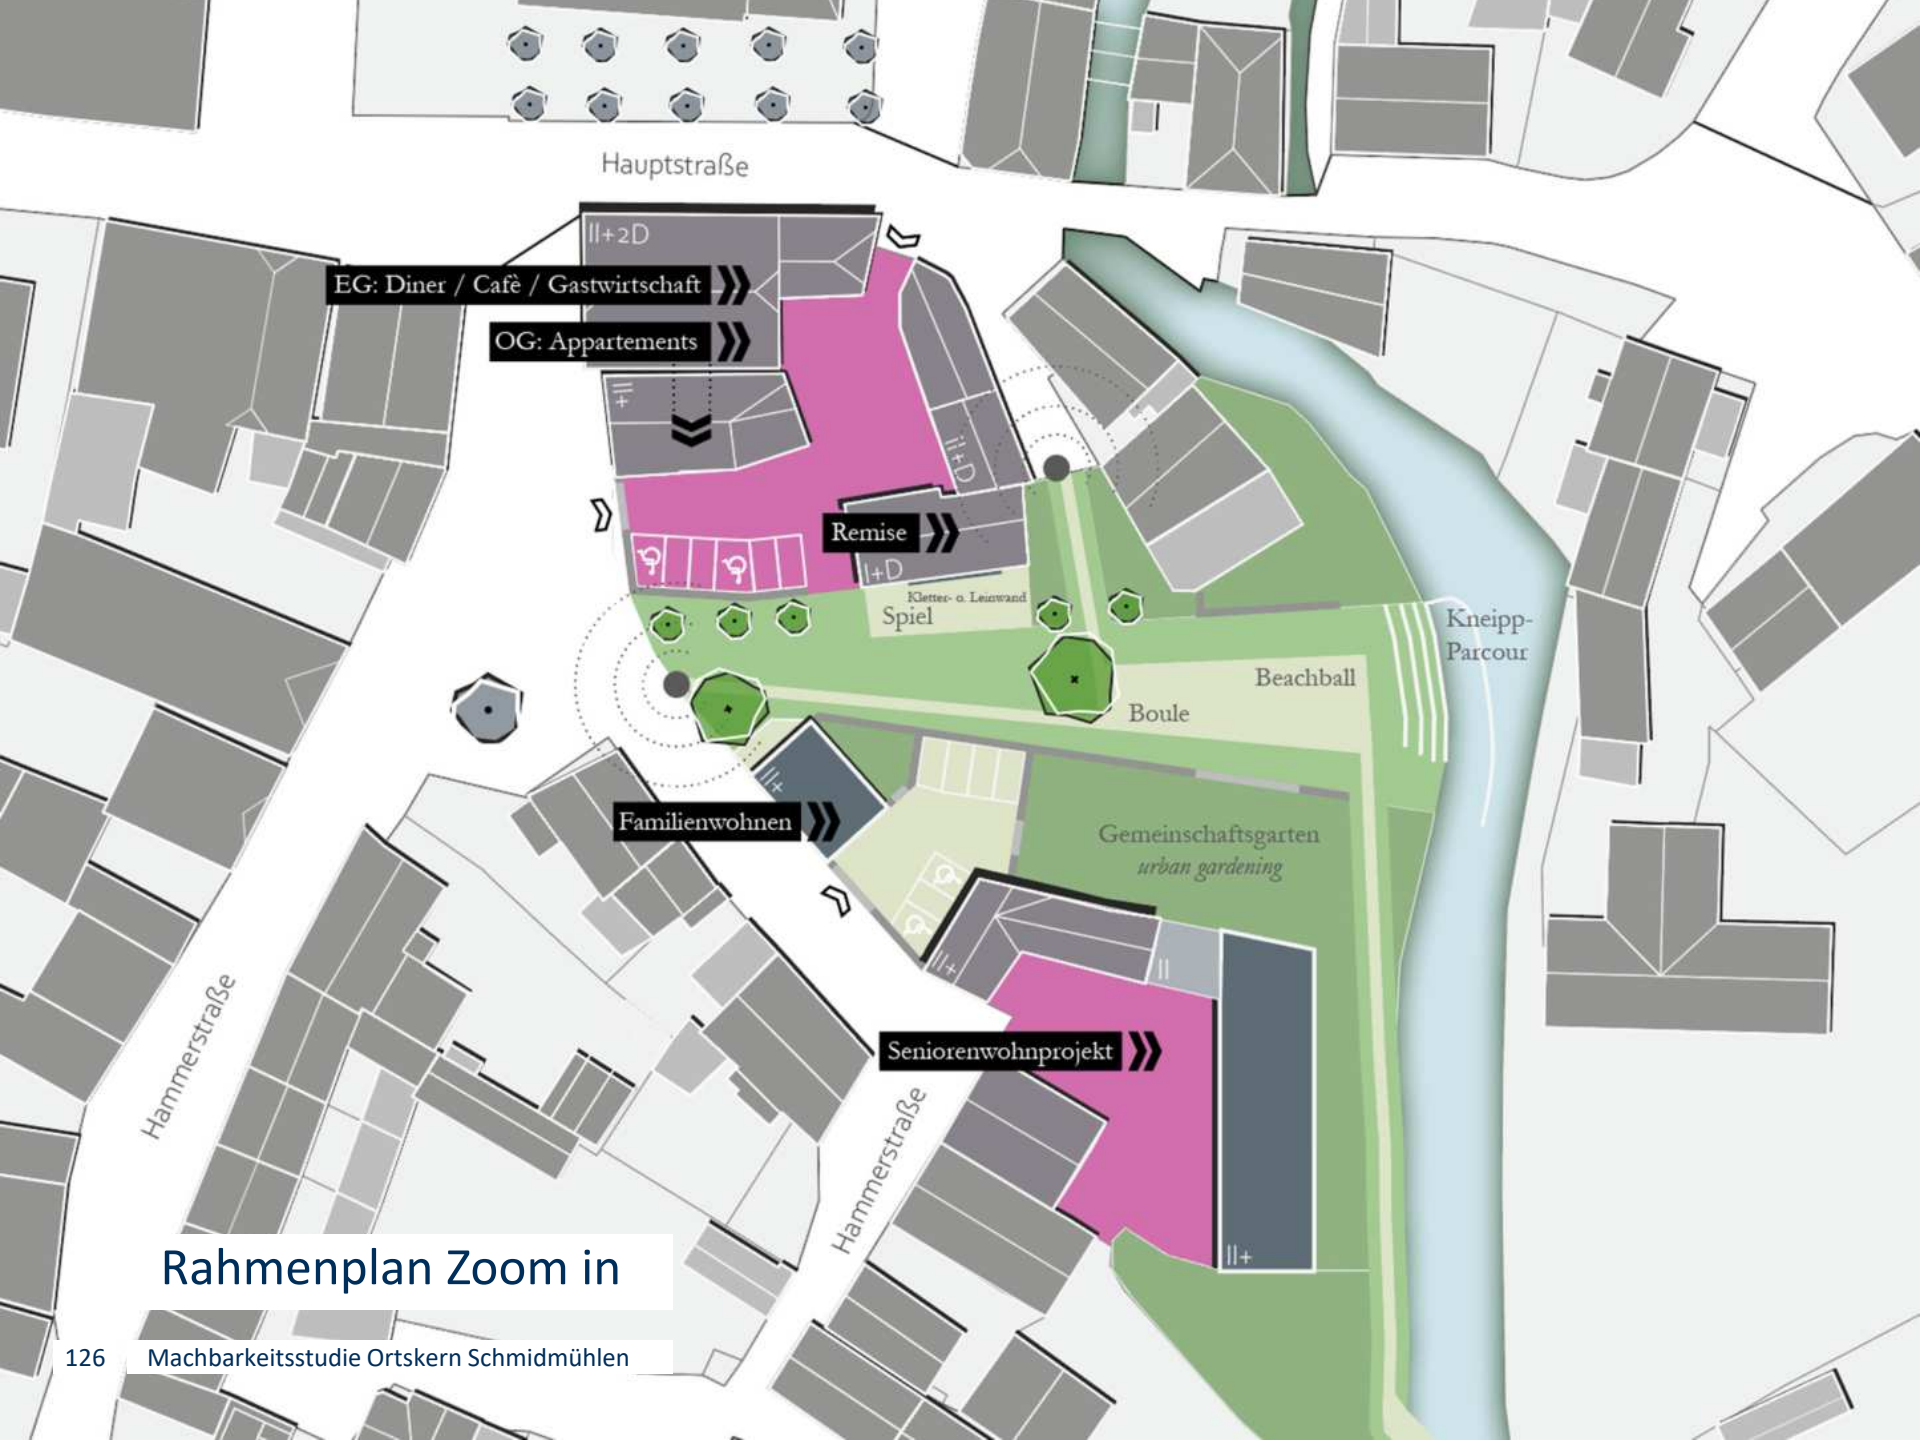 Hauptstraße
II+2D
EG: Diner / Cafè / Gastwirtschaft
OG: Appartements
II+
II+D
Remise
I+D
Kletter- o. Leinwand
Spiel
Kneipp-
Parcour
Beachball
Boule
II+
Familienwohnen
Gemeinschaftsgarten
urban gardening
II+
II
Seniorenwohnprojekt
Hammerstraße
Hammerstraße
II+
Rahmenplan Zoom in
126
Machbarkeitsstudie Ortskern Schmidmühlen